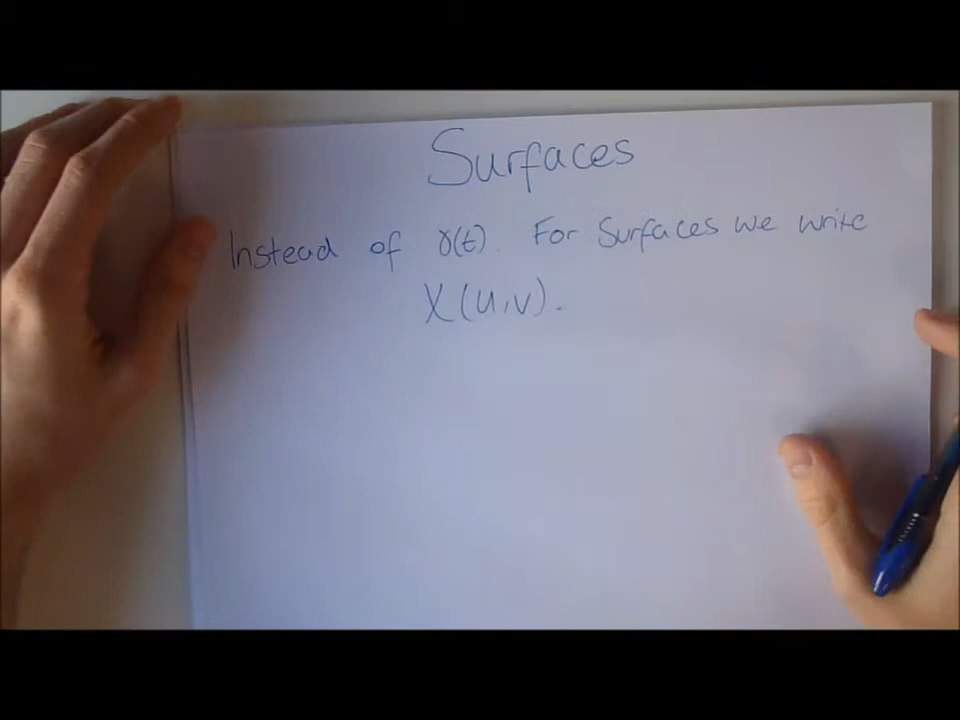 Surfaces
Instead of γ(t). For Surfaces we write
X(u,v).